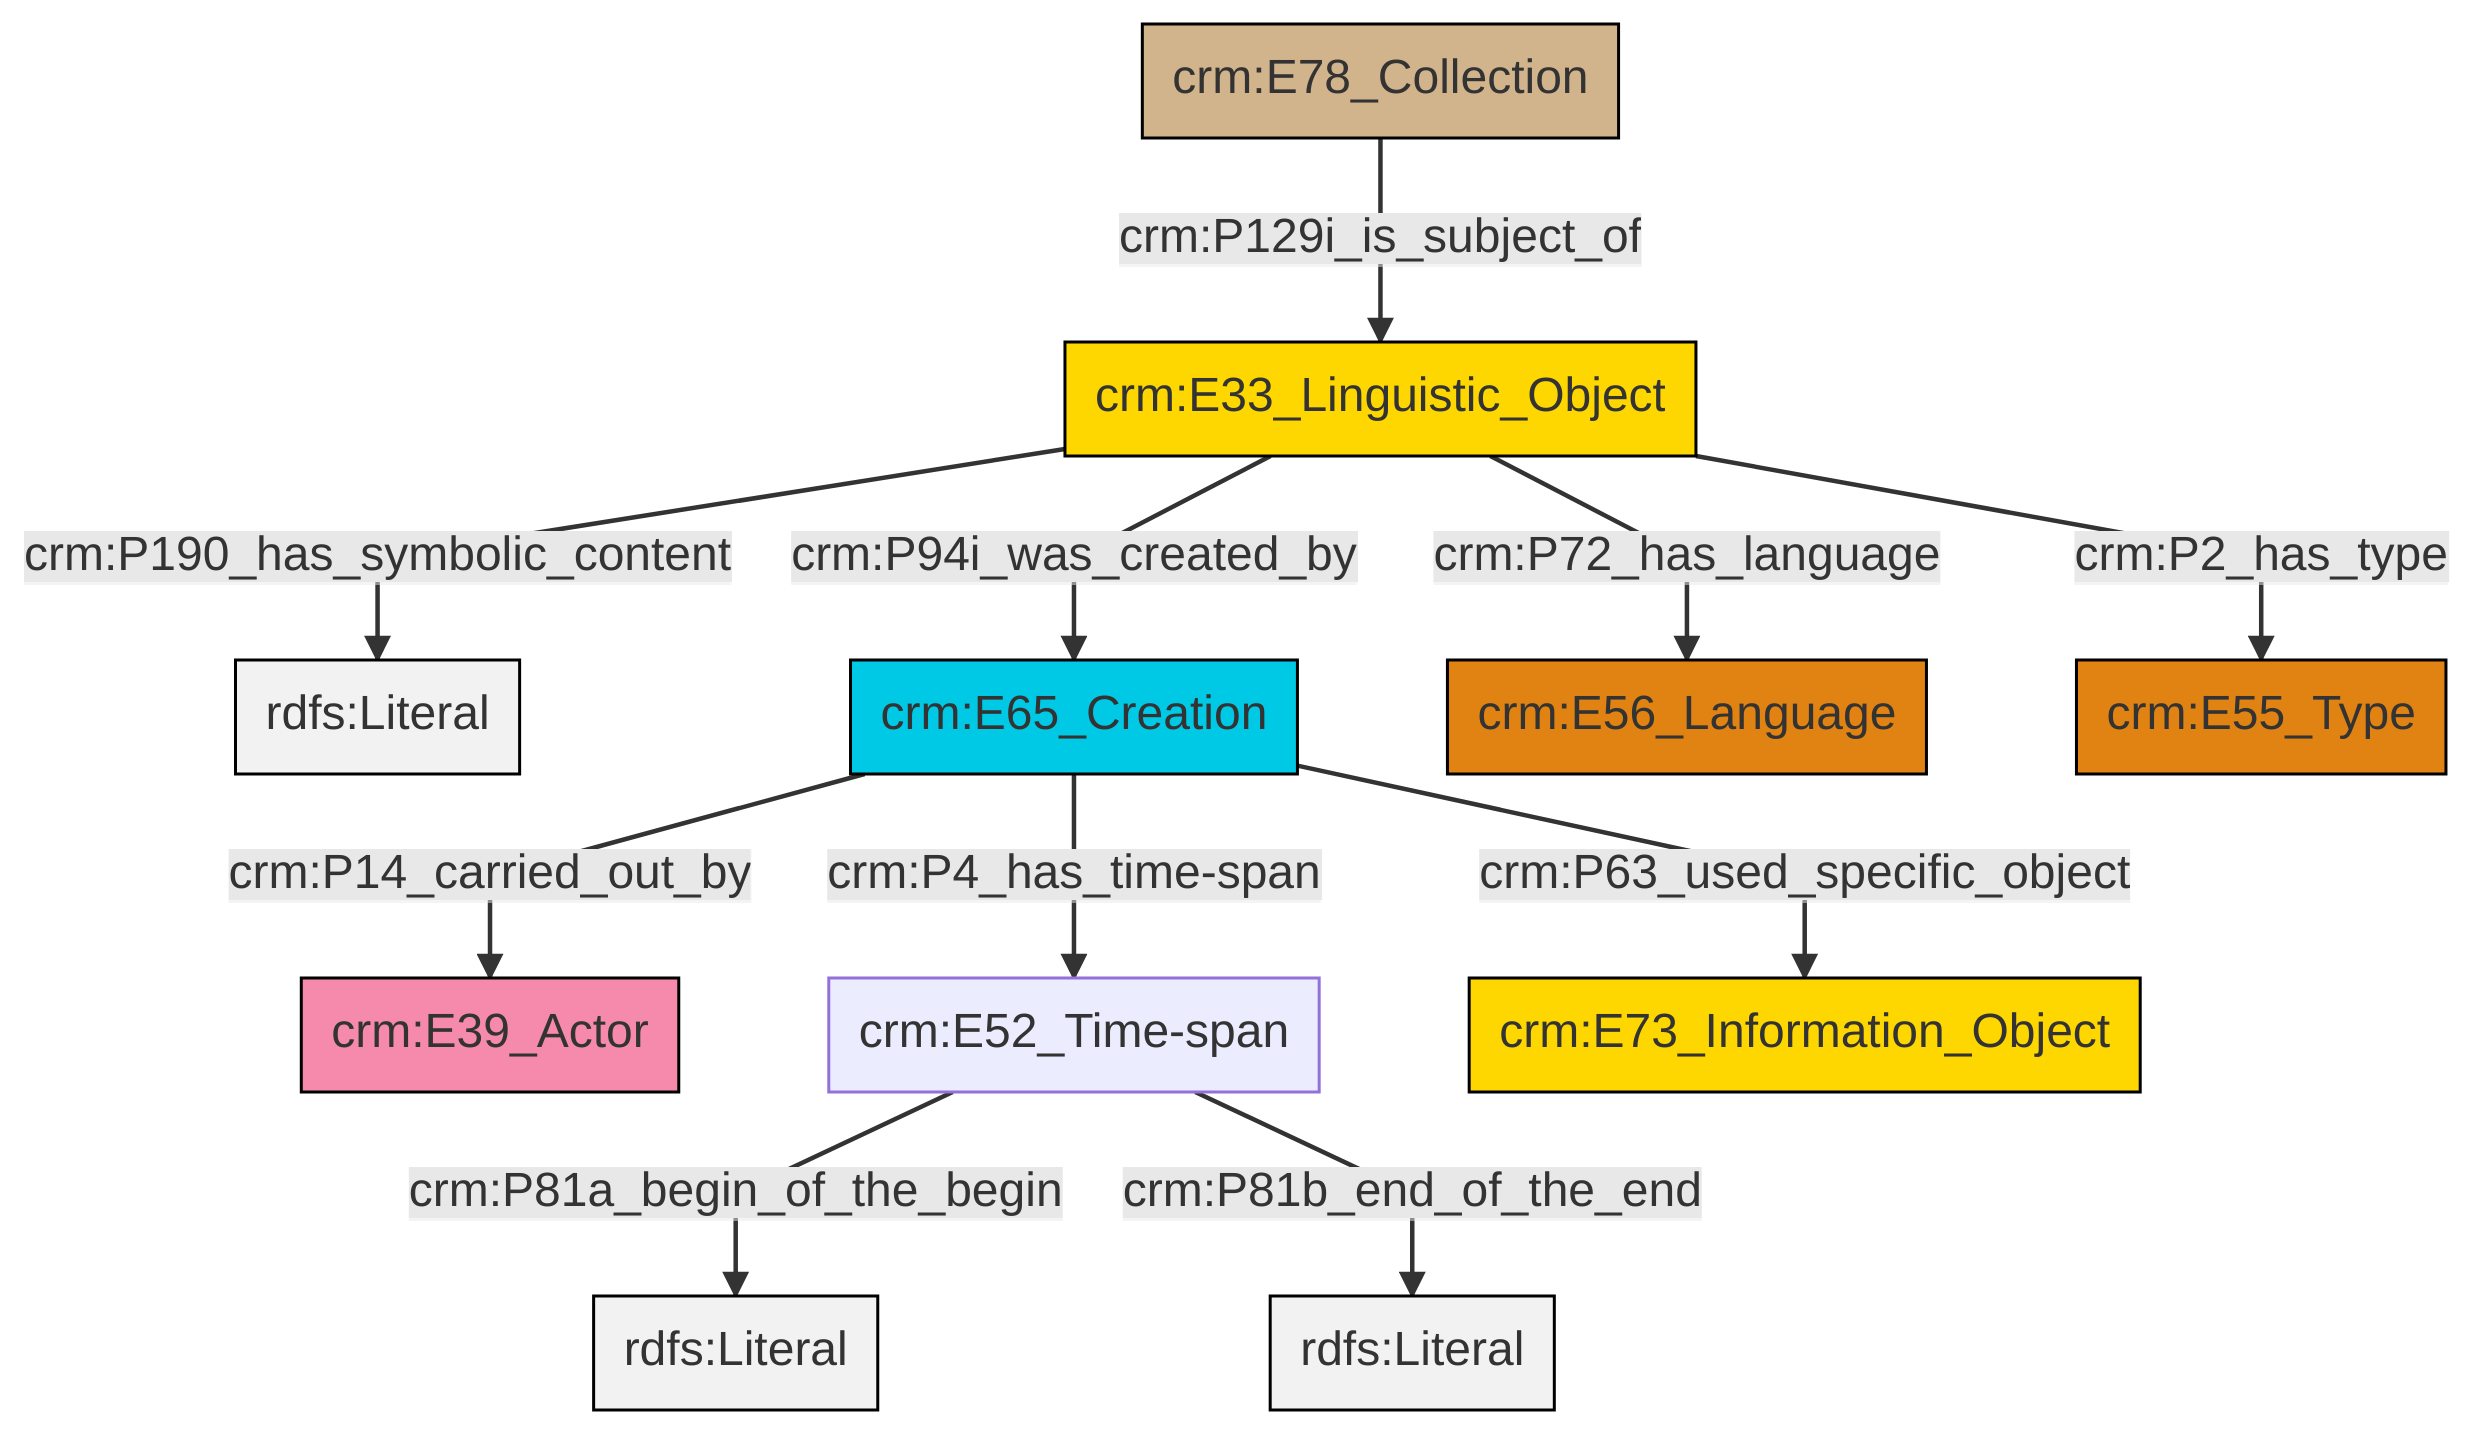 crm:E78_Collection
crm:P129i_is_subject_of
crm:E33_Linguistic_Object
crm:P190_has_symbolic_content
crm:P94i_was_created_by
crm:P72_has_language
crm:P2_has_type
rdfs:Literal
crm:E65_Creation
crm:E56_Language
crm:E55_Type
crm:P14_carried_out_by
crm:P4_has_time-span
crm:P63_used_specific_object
crm:E39_Actor
crm:E52_Time-span
crm:E73_Information_Object
crm:P81a_begin_of_the_begin
crm:P81b_end_of_the_end
rdfs:Literal
rdfs:Literal